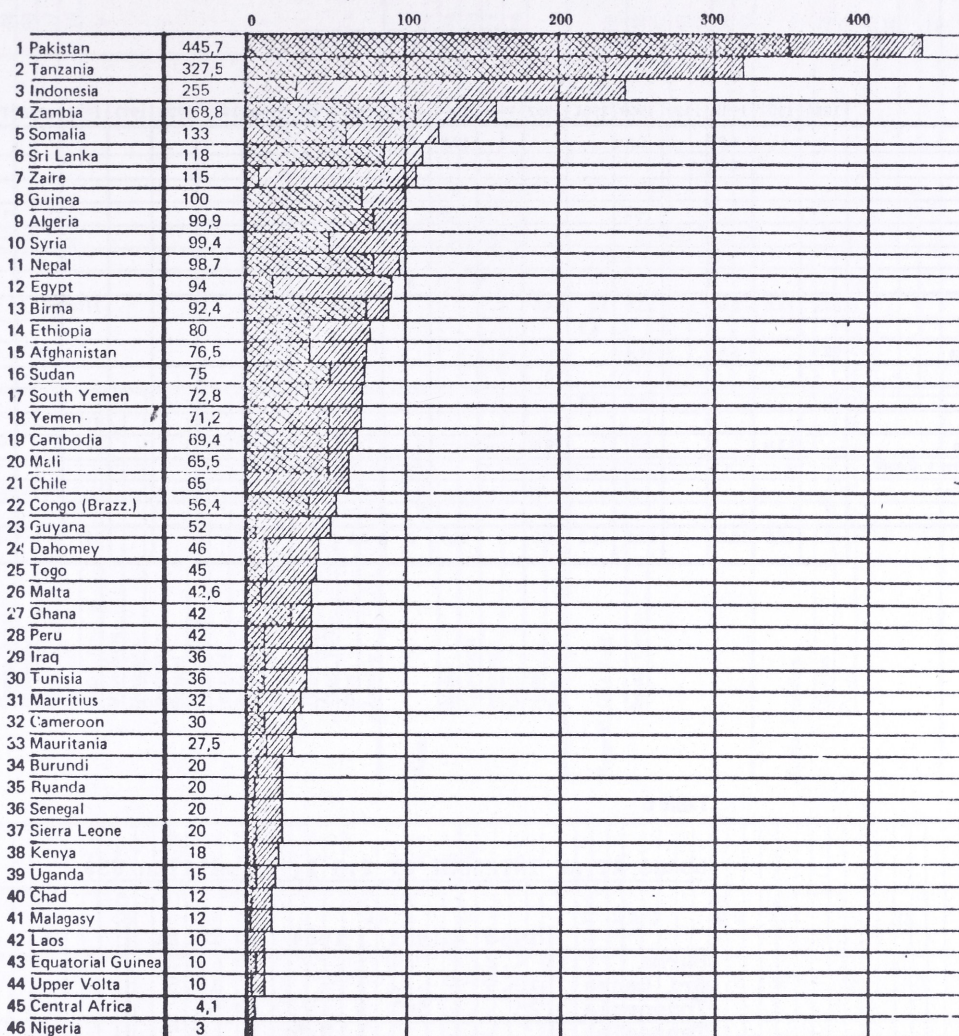 0 100 200 300 400
1 Pakistan 445,7
2 Tanzania 327,5
3 Indonesia 255
4 Zambia 168,8
5 Somalia 133
6 Sri Lanka 118
7 Zaire 115
8 Guinea 100
9 Algeria 99,9
10 Syria 99,4
11 Nepal 98,7
12 Egypt 94
13 Birma 92,4
14 Ethiopia 80
15 Afghanistan 76,5
16 Sudan 75
17 South Yemen 72,8
18 Yemen 71,2
19 Cambodia 69,4
20 Mali 65,5
21 Chile 65
22 Congo (Brazz.) 56,4
23 Guyana 52
24 Dahomey 46
25 Togo 45
26 Malta 42,6
27 Ghana 42
28 Peru 42
29 Iraq 36
30 Tunisia 36
31 Mauritius 32
32 Cameroon 30
33 Mauritania 27,5
34 Burundi 20
35 Ruanda 20
36 Senegal 20
37 Sierra Leone 20
38 Kenya 18
39 Uganda 15
40 Chad 12
41 Malagasy 12
42 Laos 10
43 Equatorial Guinea 10
44 Upper Volta 10
45 Central Africa 4,1
46 Nigeria 3